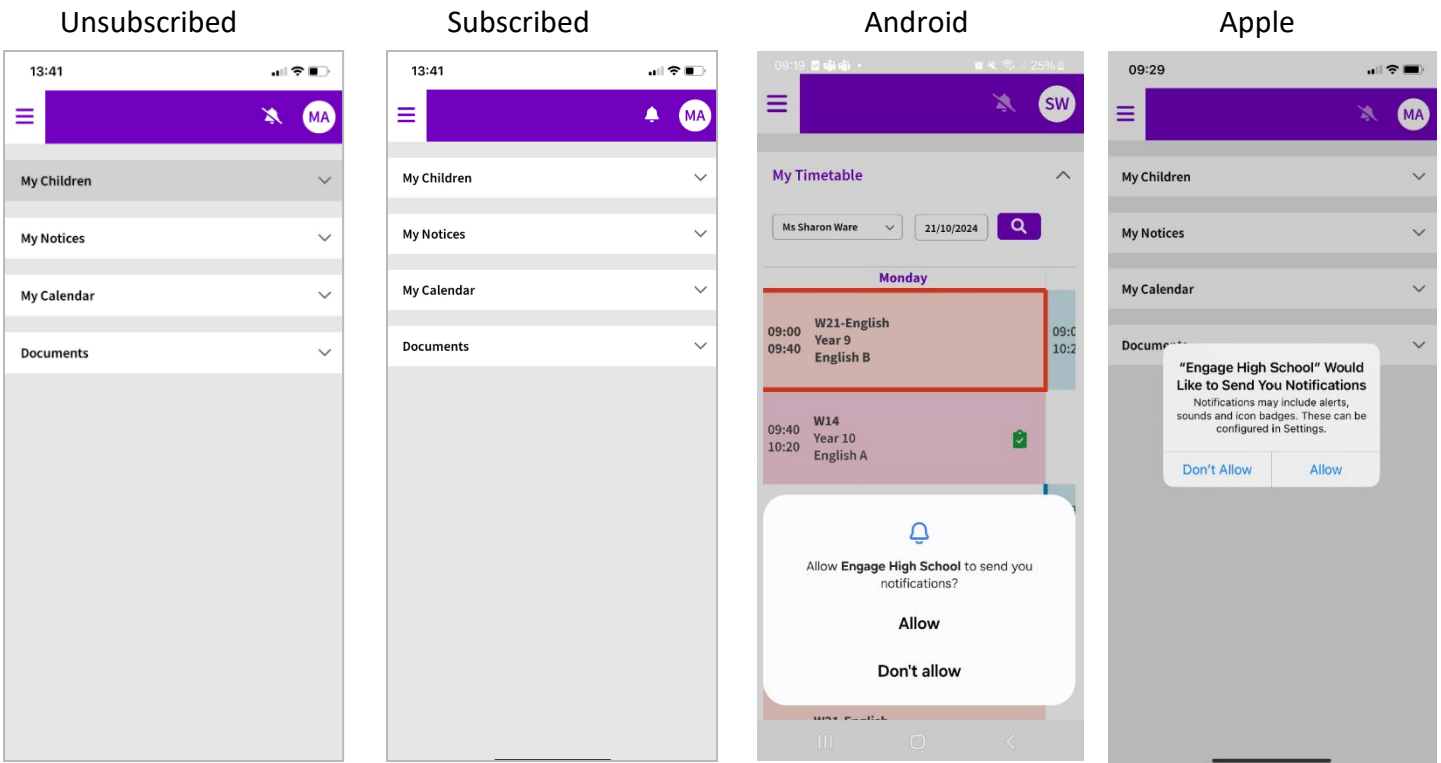 Unsubscribed
Subscribed
Android
Apple
13:41
MA
My Children
My Notices
My Calendar
Documents
13:41
MA
My Children
My Notices
My Calendar
Documents
09:19
25%
SW
My Timetable
Ms Sharon Ware
21/10/2024
Monday
09:00
09:40
W21-English
Year 9
English B
09:40
10:20
W14
Year 10
English A
Allow Engage High School to send you
notifications?
Allow
Don't allow
09:29
MA
My Children
My Notices
My Calendar
"Engage High School" Would
Like to Send You Notifications
Notifications may include alerts,
sounds and icon badges. These can be
configured in Settings.
Don't Allow
Allow